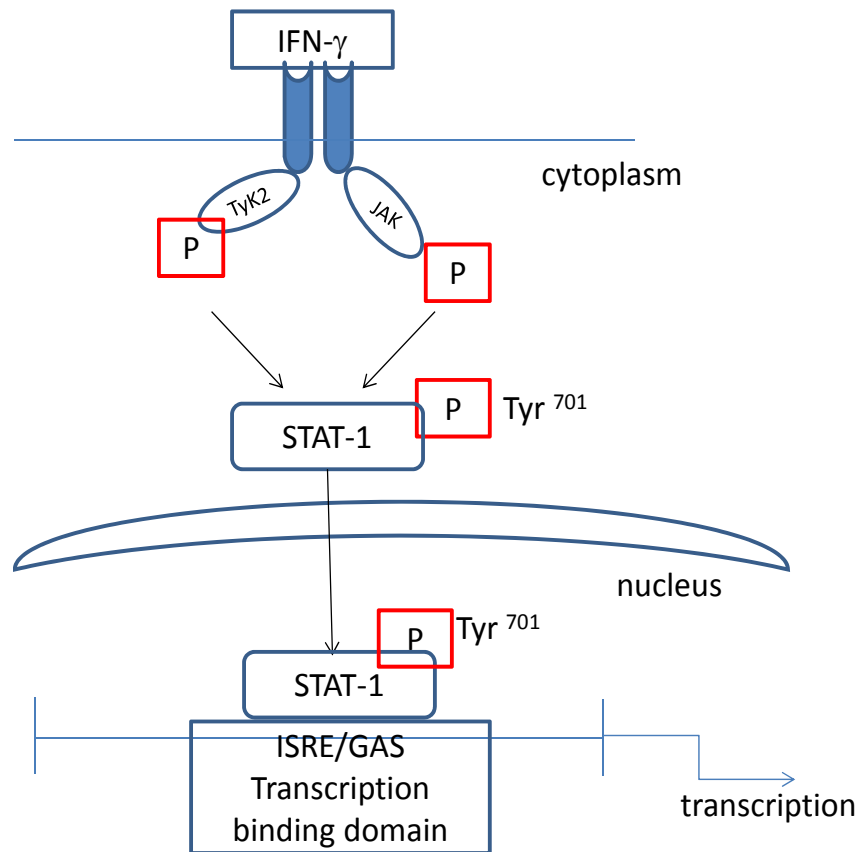 IFN-γ
cytoplasm
TyK2
JAK
P
P
P
Tyr 701
STAT-1
nucleus
P
Tyr 701
STAT-1
ISRE/GAS
Transcription
binding domain
transcription